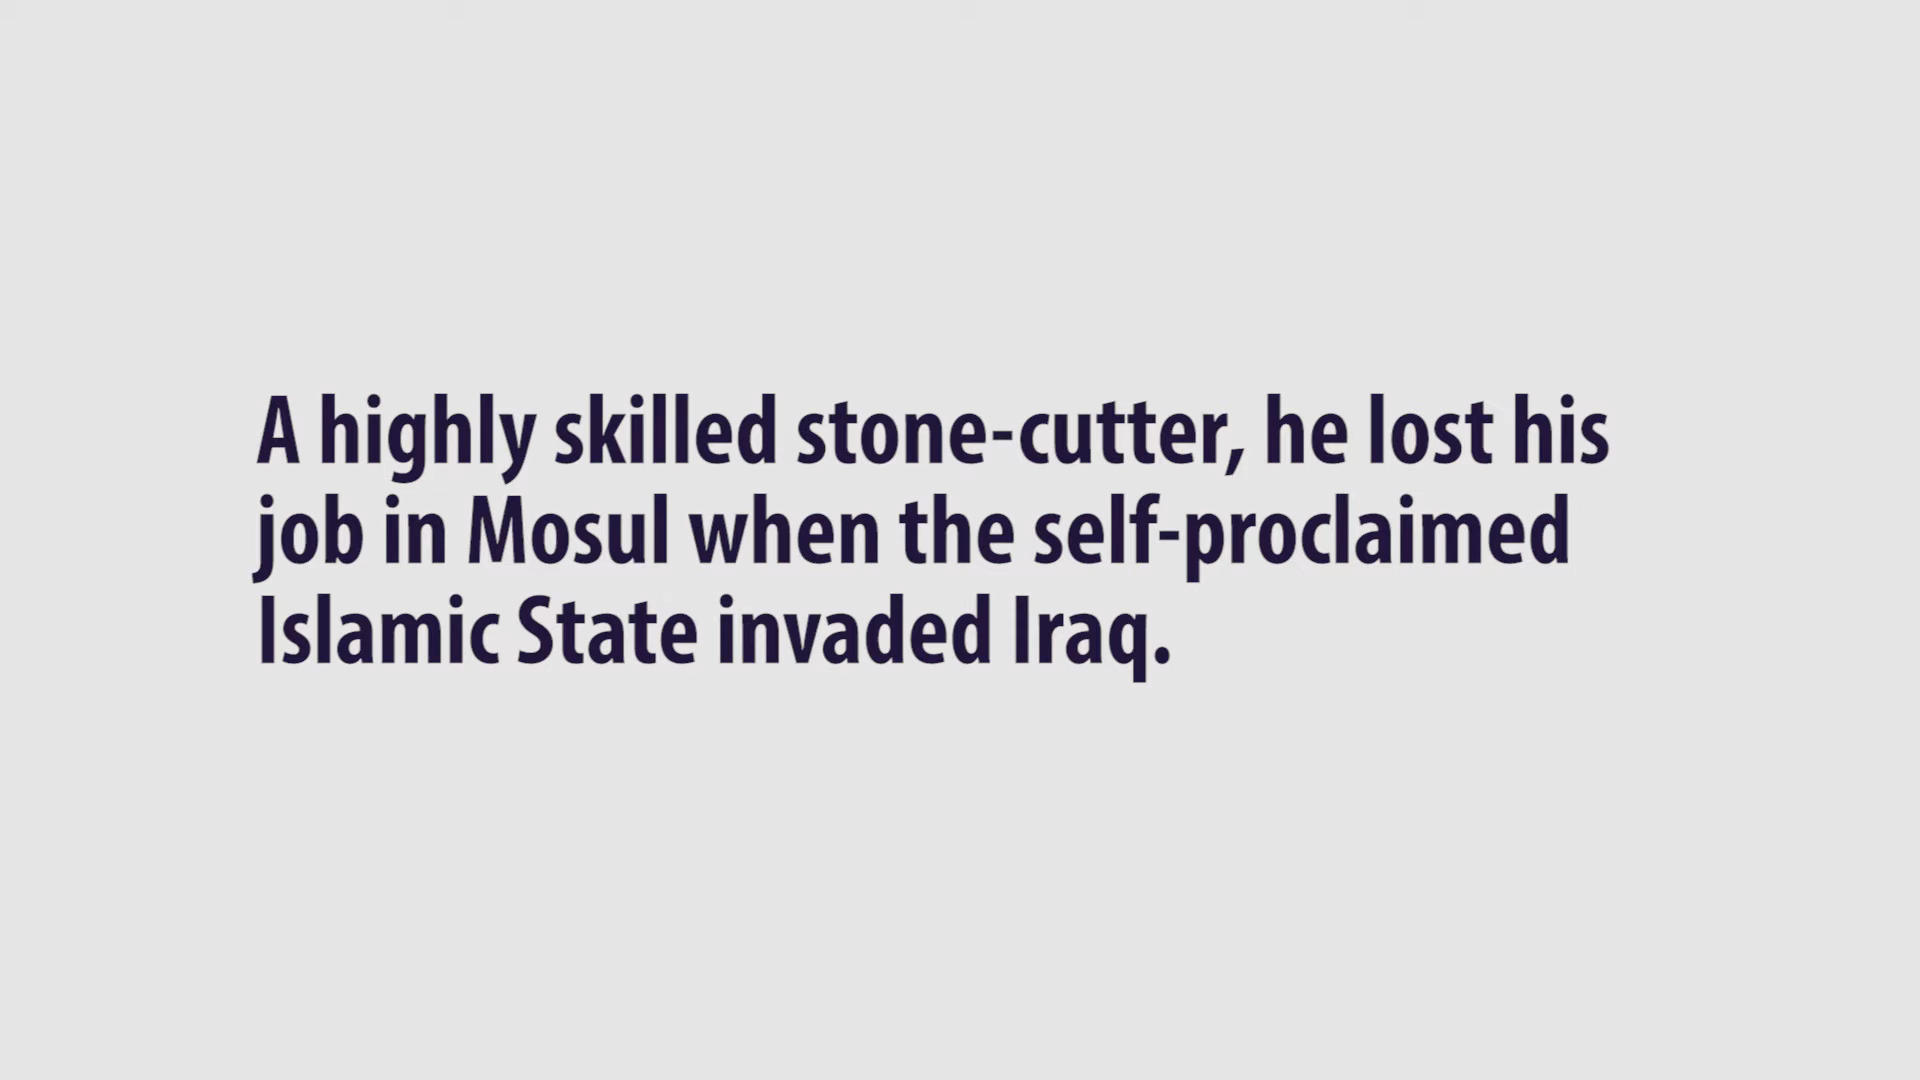 A highly skilled stone-cutter, he lost his
job in Mosul when the self-proclaimed
Islamic State invaded Iraq.